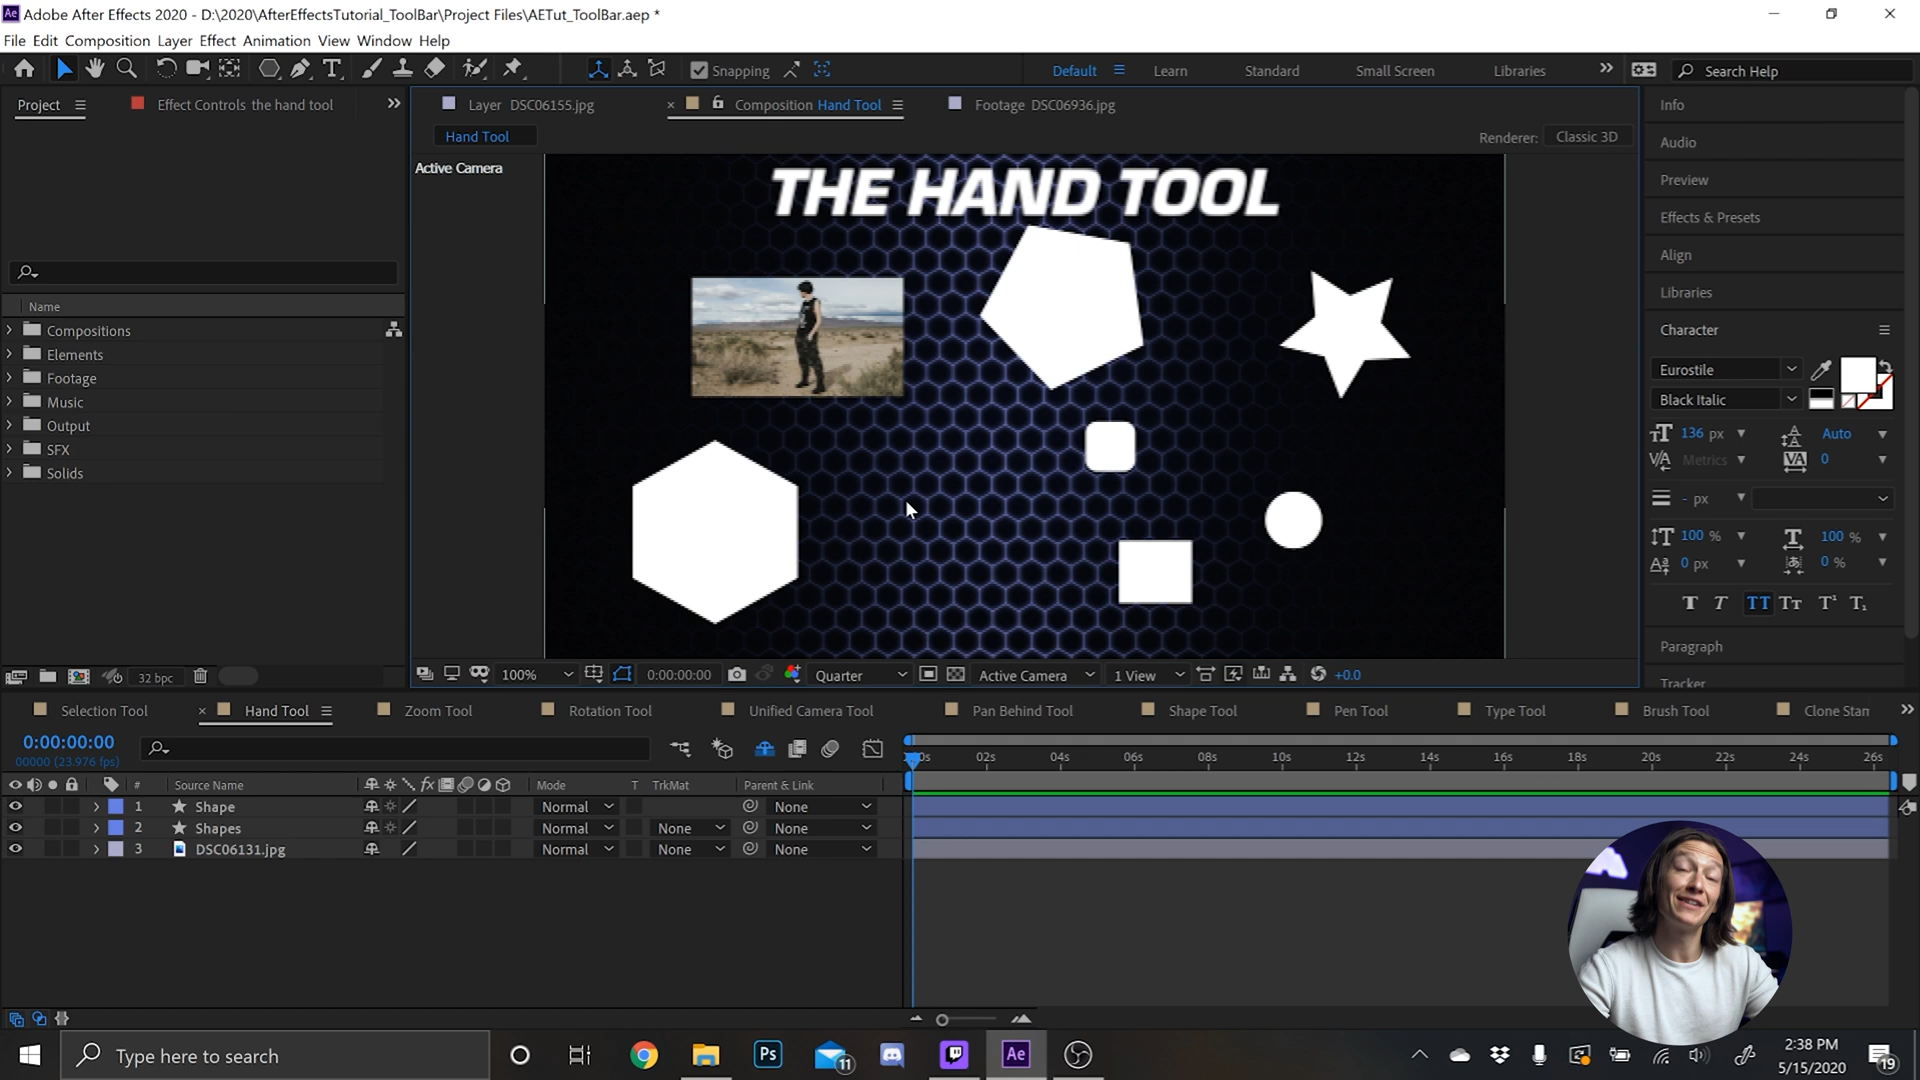 Ae Adobe After Effects 2020 - D:\2020\AfterEffectsTutorial_ToolBar\Project Files\AETut_ToolBar.aep *
File Edit Composition Layer Effect Animation View Window Help
Snapping Default Learn Standard Small Screen Libraries Search Help
Project Effect Controls the hand tool
Layer DSC06155.jpg Composition Hand Tool Footage DSC06936.jpg
Hand Tool Renderer: Classic 3D
Active Camera
THE HAND TOOL
Name
Compositions
Elements
Footage
Music
Output
SFX
Solids
32 bpc
100% 0:00:00:00 Quarter Active Camera 1 View +0.0
Info
Audio
Preview
Effects & Presets
Align
Libraries
Character
Eurostile
Black Italic
136 px Auto
Metrics 0
- px
100 % 100 %
0 px 0 %
T T TT Tt T¹ T₁
Paragraph
Tracker
Selection Tool Hand Tool Zoom Tool Rotation Tool Unified Camera Tool Pan Behind Tool Shape Tool Pen Tool Type Tool Brush Tool Clone Stan
0:00:00:00
00000 (23.976 fps)
02s 04s 06s 08s 10s 12s 14s 16s 18s 20s 22s 24s 26s
# Source Name Mode T TrkMat Parent & Link
1 Shape Normal None
2 Shapes Normal None None
3 DSC06131.jpg Normal None None
Type here to search
Ps 11 Ae
2:38 PM
5/15/2020
19